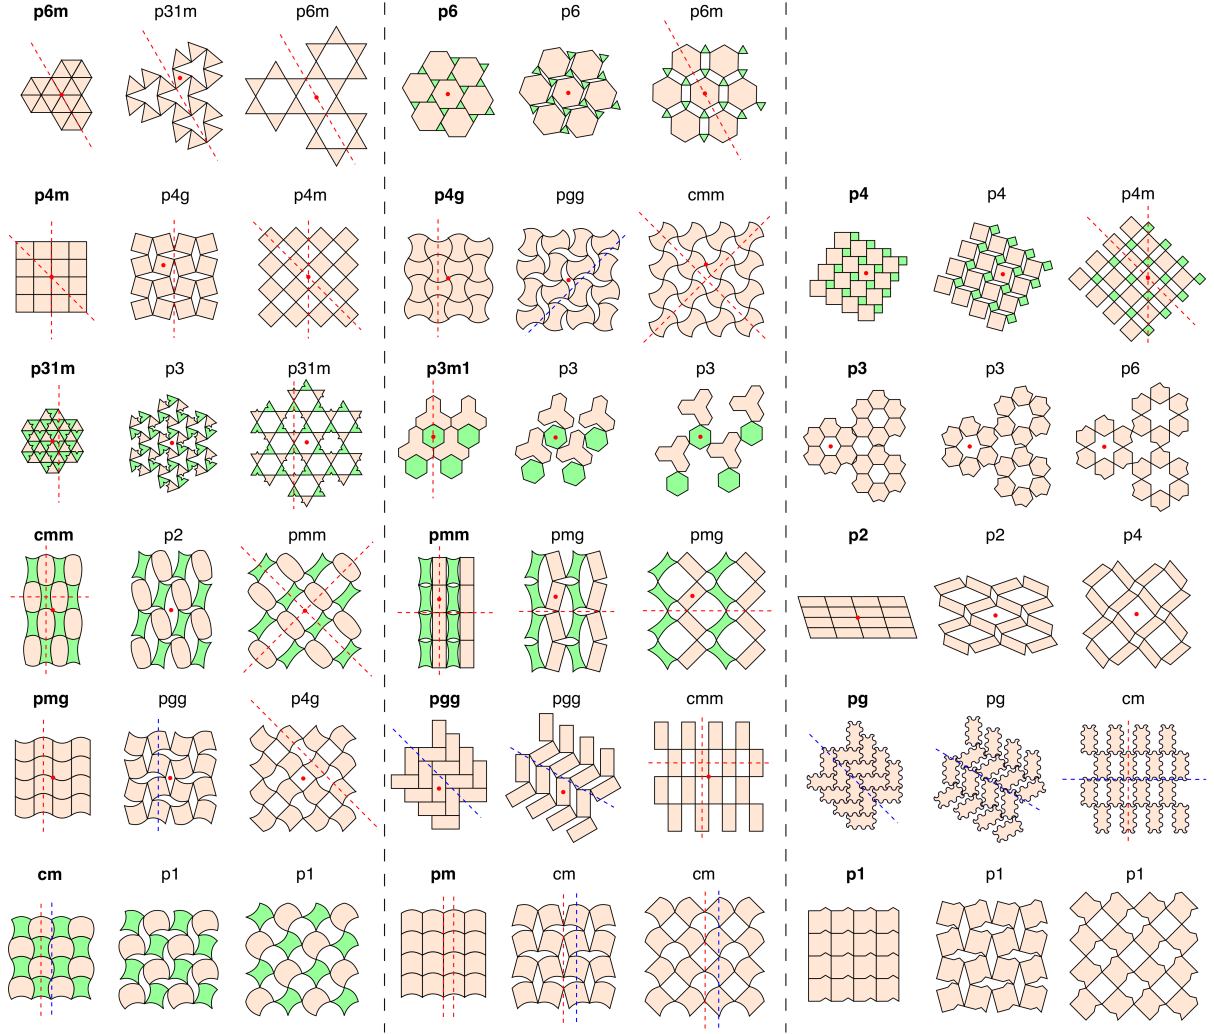 p6m p31m p6m p6 p6 p6m
p4m p4g p4m p4g pgg cmm p4 p4 p4m
p31m p3 p31m p3m1 p3 p3 p3 p3 p6
cmm p2 pmm pmm pmg pmg p2 p2 p4
pmg pgg p4g pgg pgg cmm pg pg cm
cm p1 p1 pm cm cm p1 p1 p1